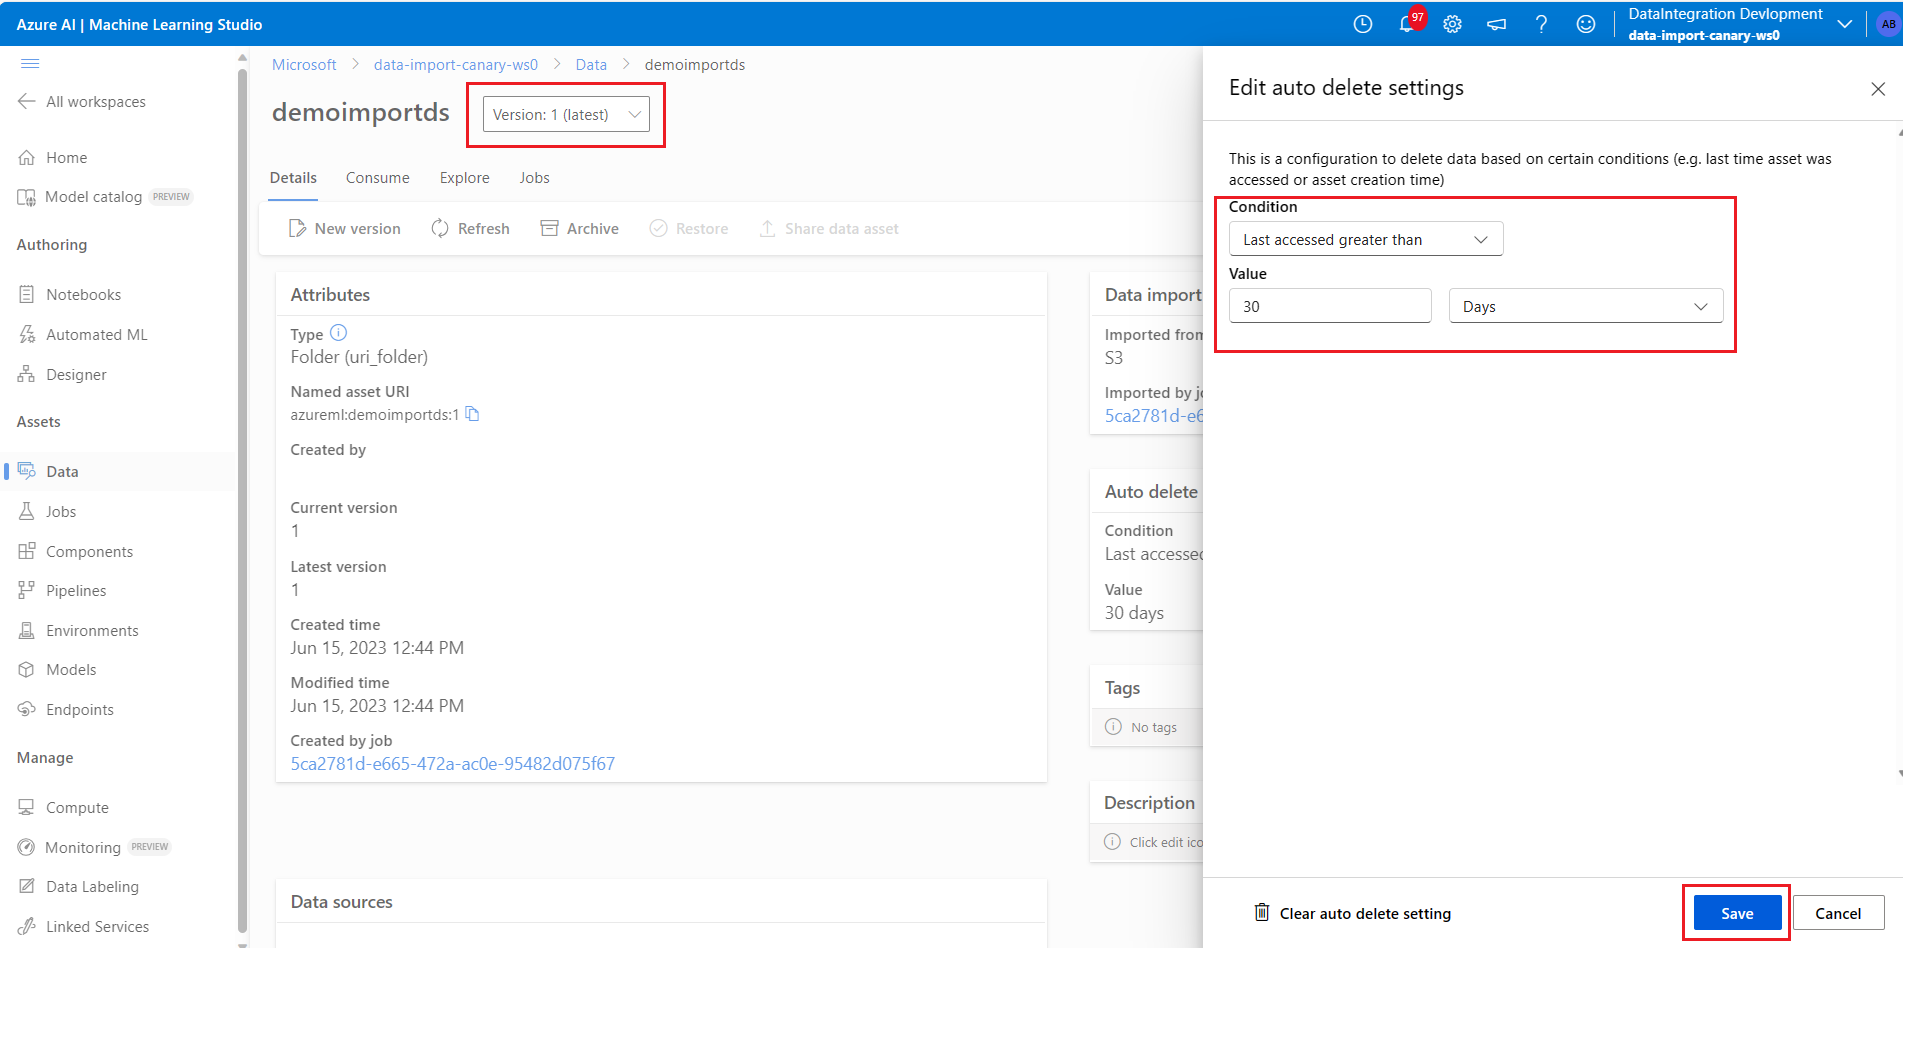 Azure AI | Machine Learning Studio
97
DataIntegration Devlopment
data-import-canary-ws0
AB
All workspaces
Home
Model catalog PREVIEW
Authoring
Notebooks
Automated ML
Designer
Assets
Data
Jobs
Components
Pipelines
Environments
Models
Endpoints
Manage
Compute
Monitoring PREVIEW
Data Labeling
Linked Services
Microsoft > data-import-canary-ws0 > Data > demoimportds
demoimportds
Version: 1 (latest)
Details Consume Explore Jobs
New version Refresh Archive Restore Share data asset
Attributes
Type
Folder (uri_folder)
Named asset URI
azureml:demoimportds:1
Created by
Current version
1
Latest version
1
Created time
Jun 15, 2023 12:44 PM
Modified time
Jun 15, 2023 12:44 PM
Created by job
5ca2781d-e665-472a-ac0e-95482d075f67
Data sources
Data import
Imported from
S3
Imported by jo
5ca2781d-e6
Auto delete
Condition
Last accessed
Value
30 days
Tags
No tags
Description
Click edit ico
Edit auto delete settings
This is a configuration to delete data based on certain conditions (e.g. last time asset was
accessed or asset creation time)
Condition
Last accessed greater than
Value
30 Days
Clear auto delete setting
Save
Cancel